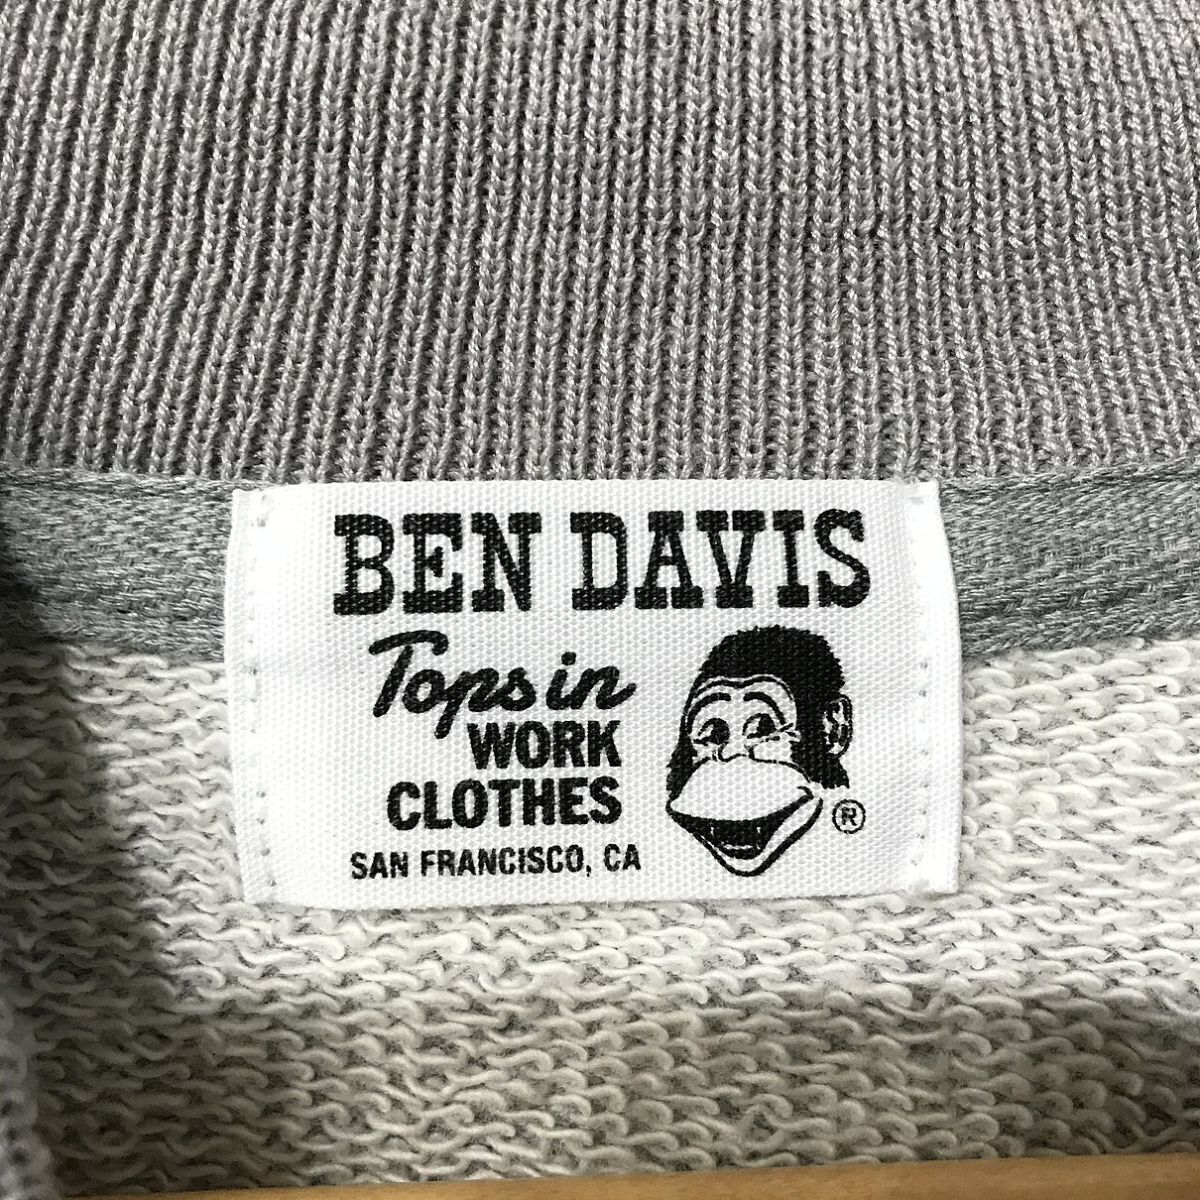 BEN DAVIS
Tops in
WORK
CLOTHES
SAN FRANCISCO, CA
®